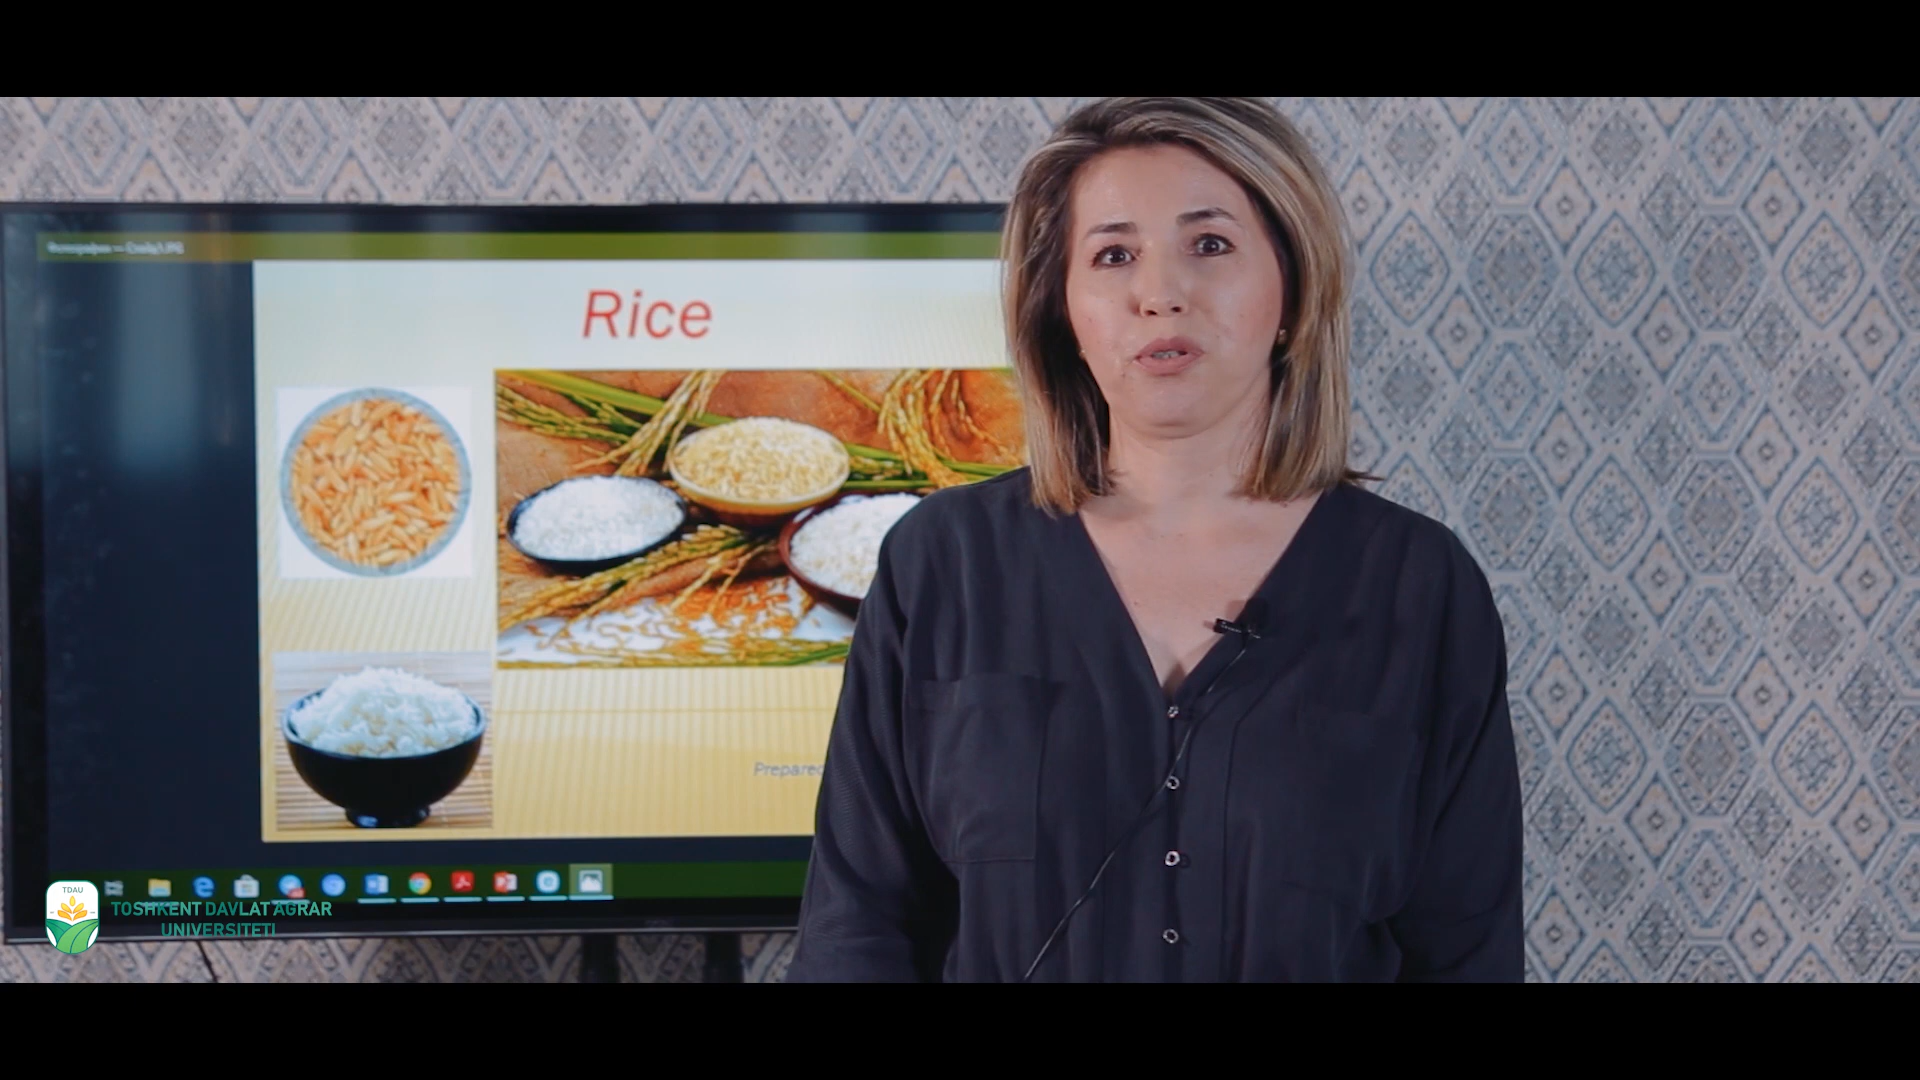 Rice
Prepared
TDAU
TOSHKENT DAVLAT AGRAR
UNIVERSITETI